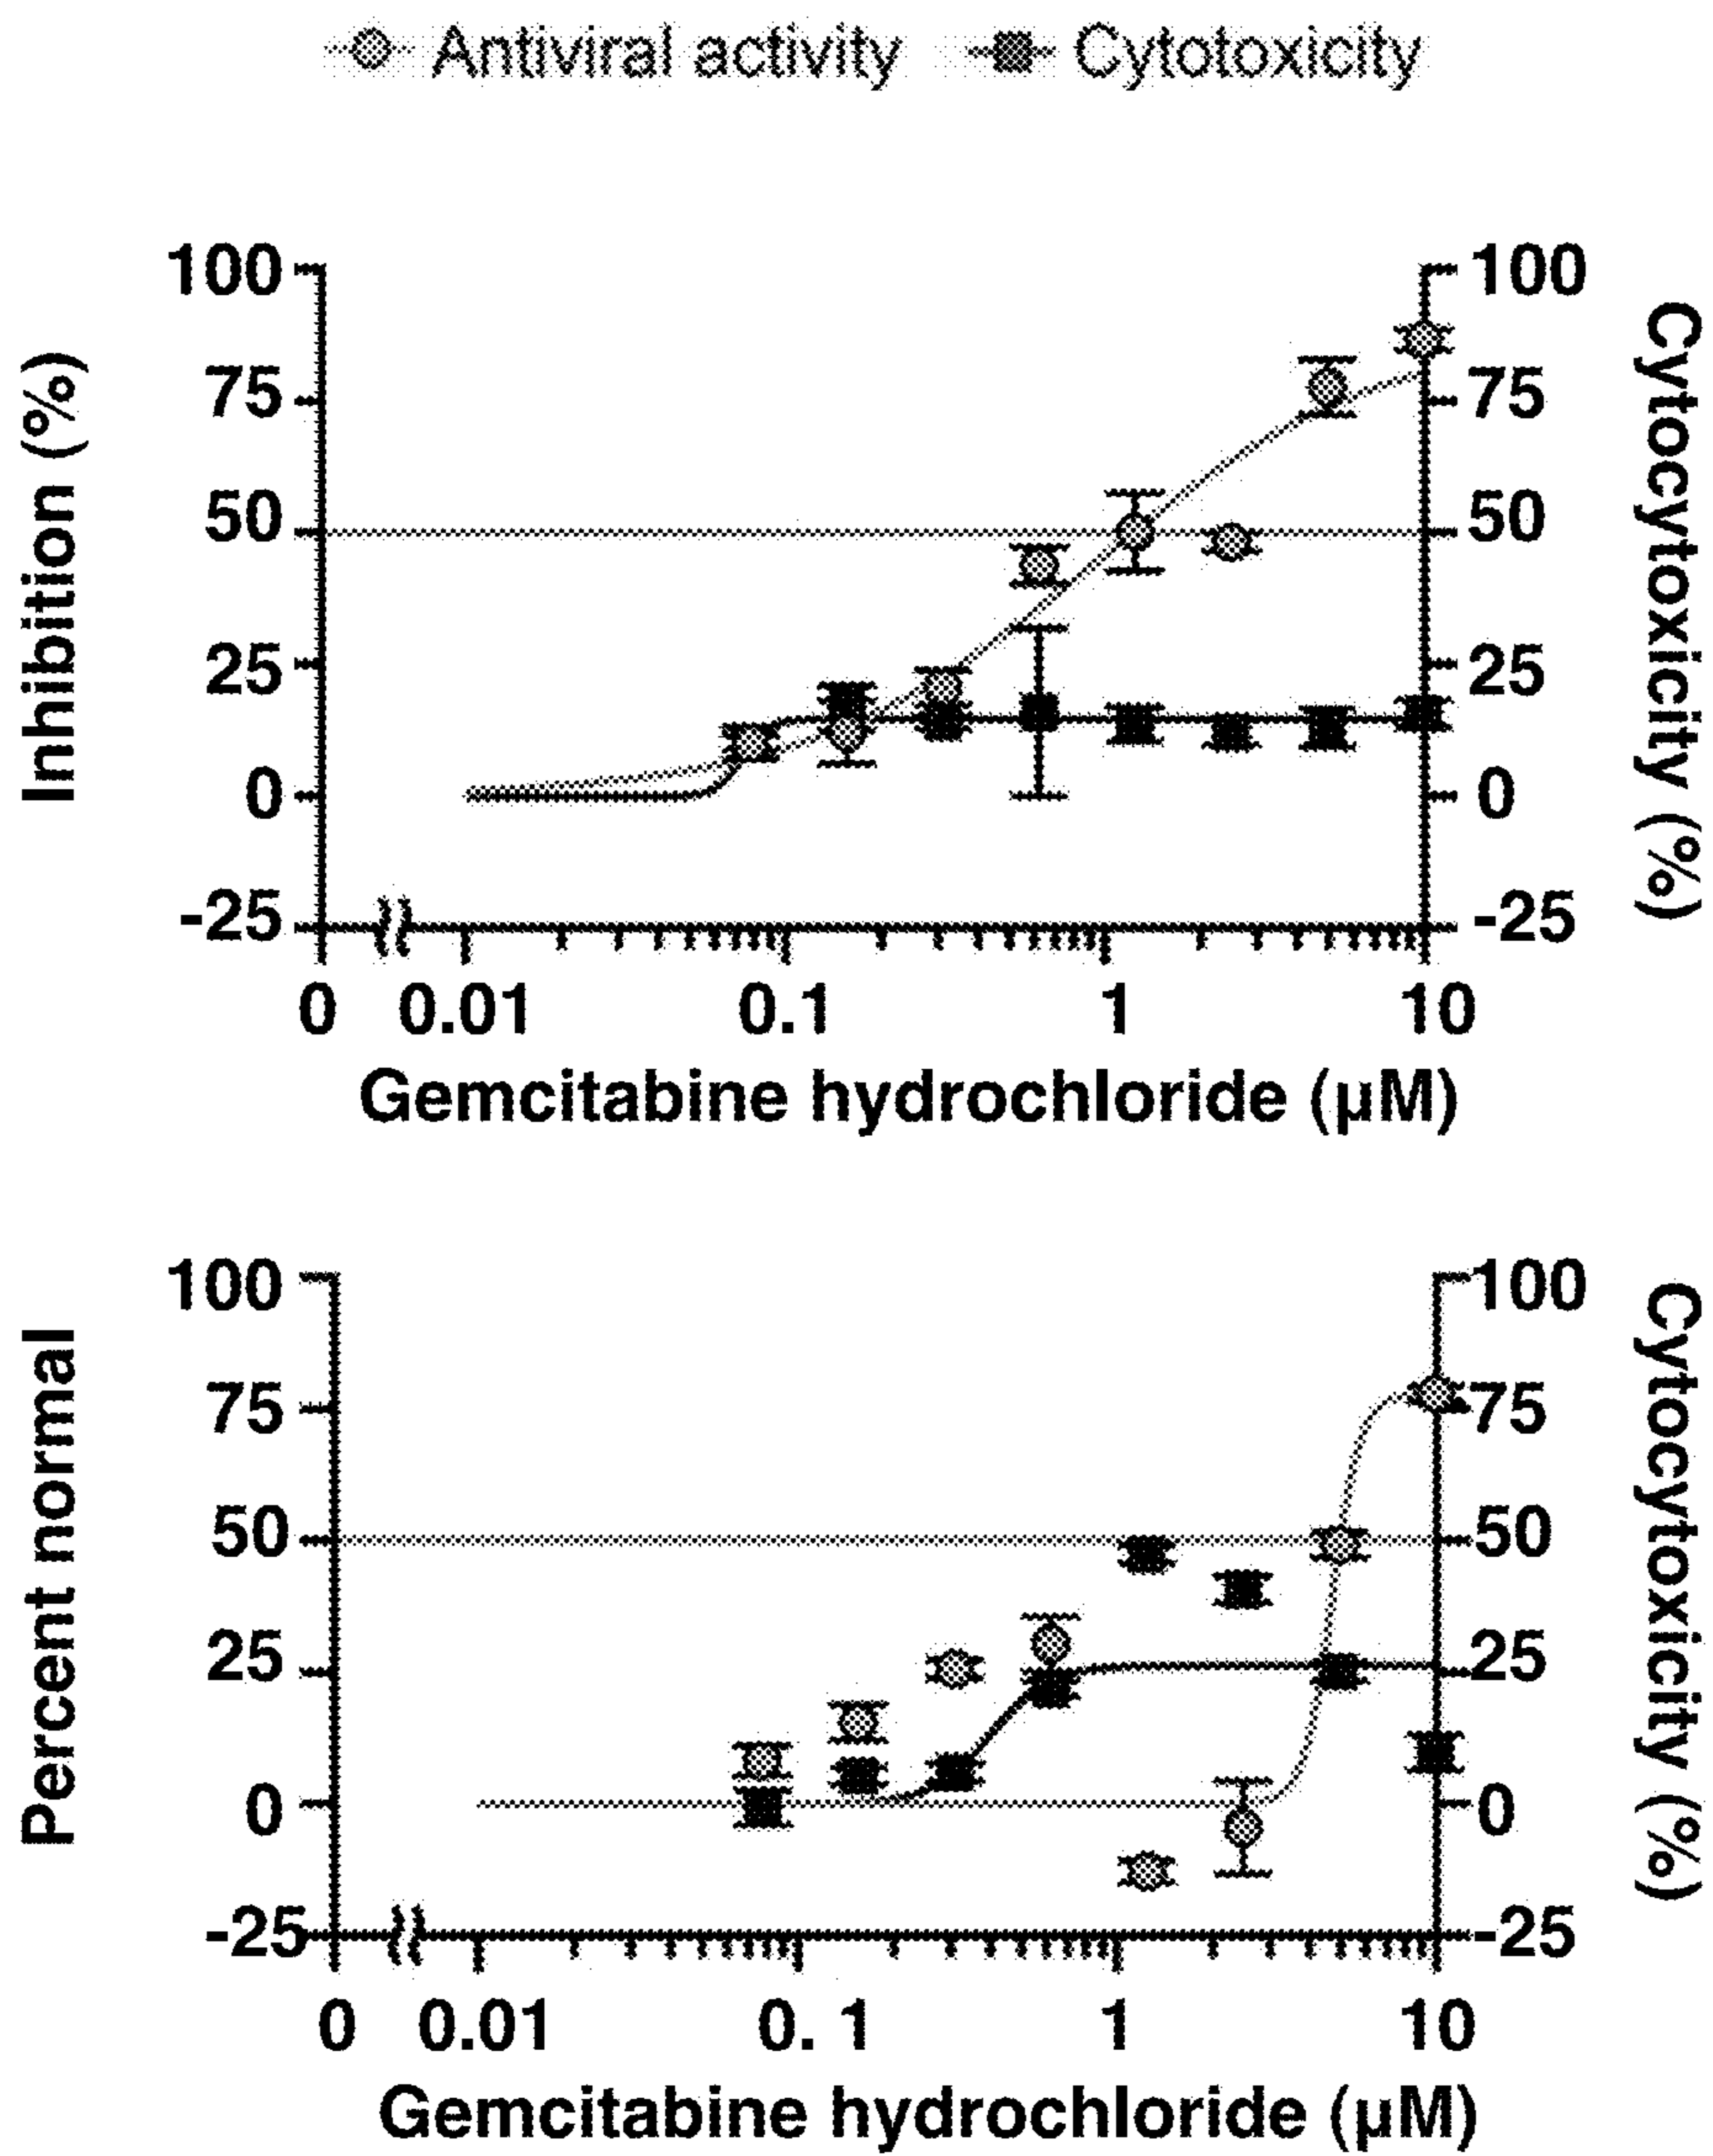 Antiviral activity Cytotoxicity
Inhibition (%)
100
75
50
25
0
-25
100
75
50
25
0
-25
Cytocytoxicity (%)
0 0.01 0.1 1 10
Gemcitabine hydrochloride (µM)
Percent normal
100
75
50
25
0
-25
100
75
50
25
0
-25
Cytocytoxicity (%)
0 0.01 0. 1 1 10
Gemcitabine hydrochloride (µM)